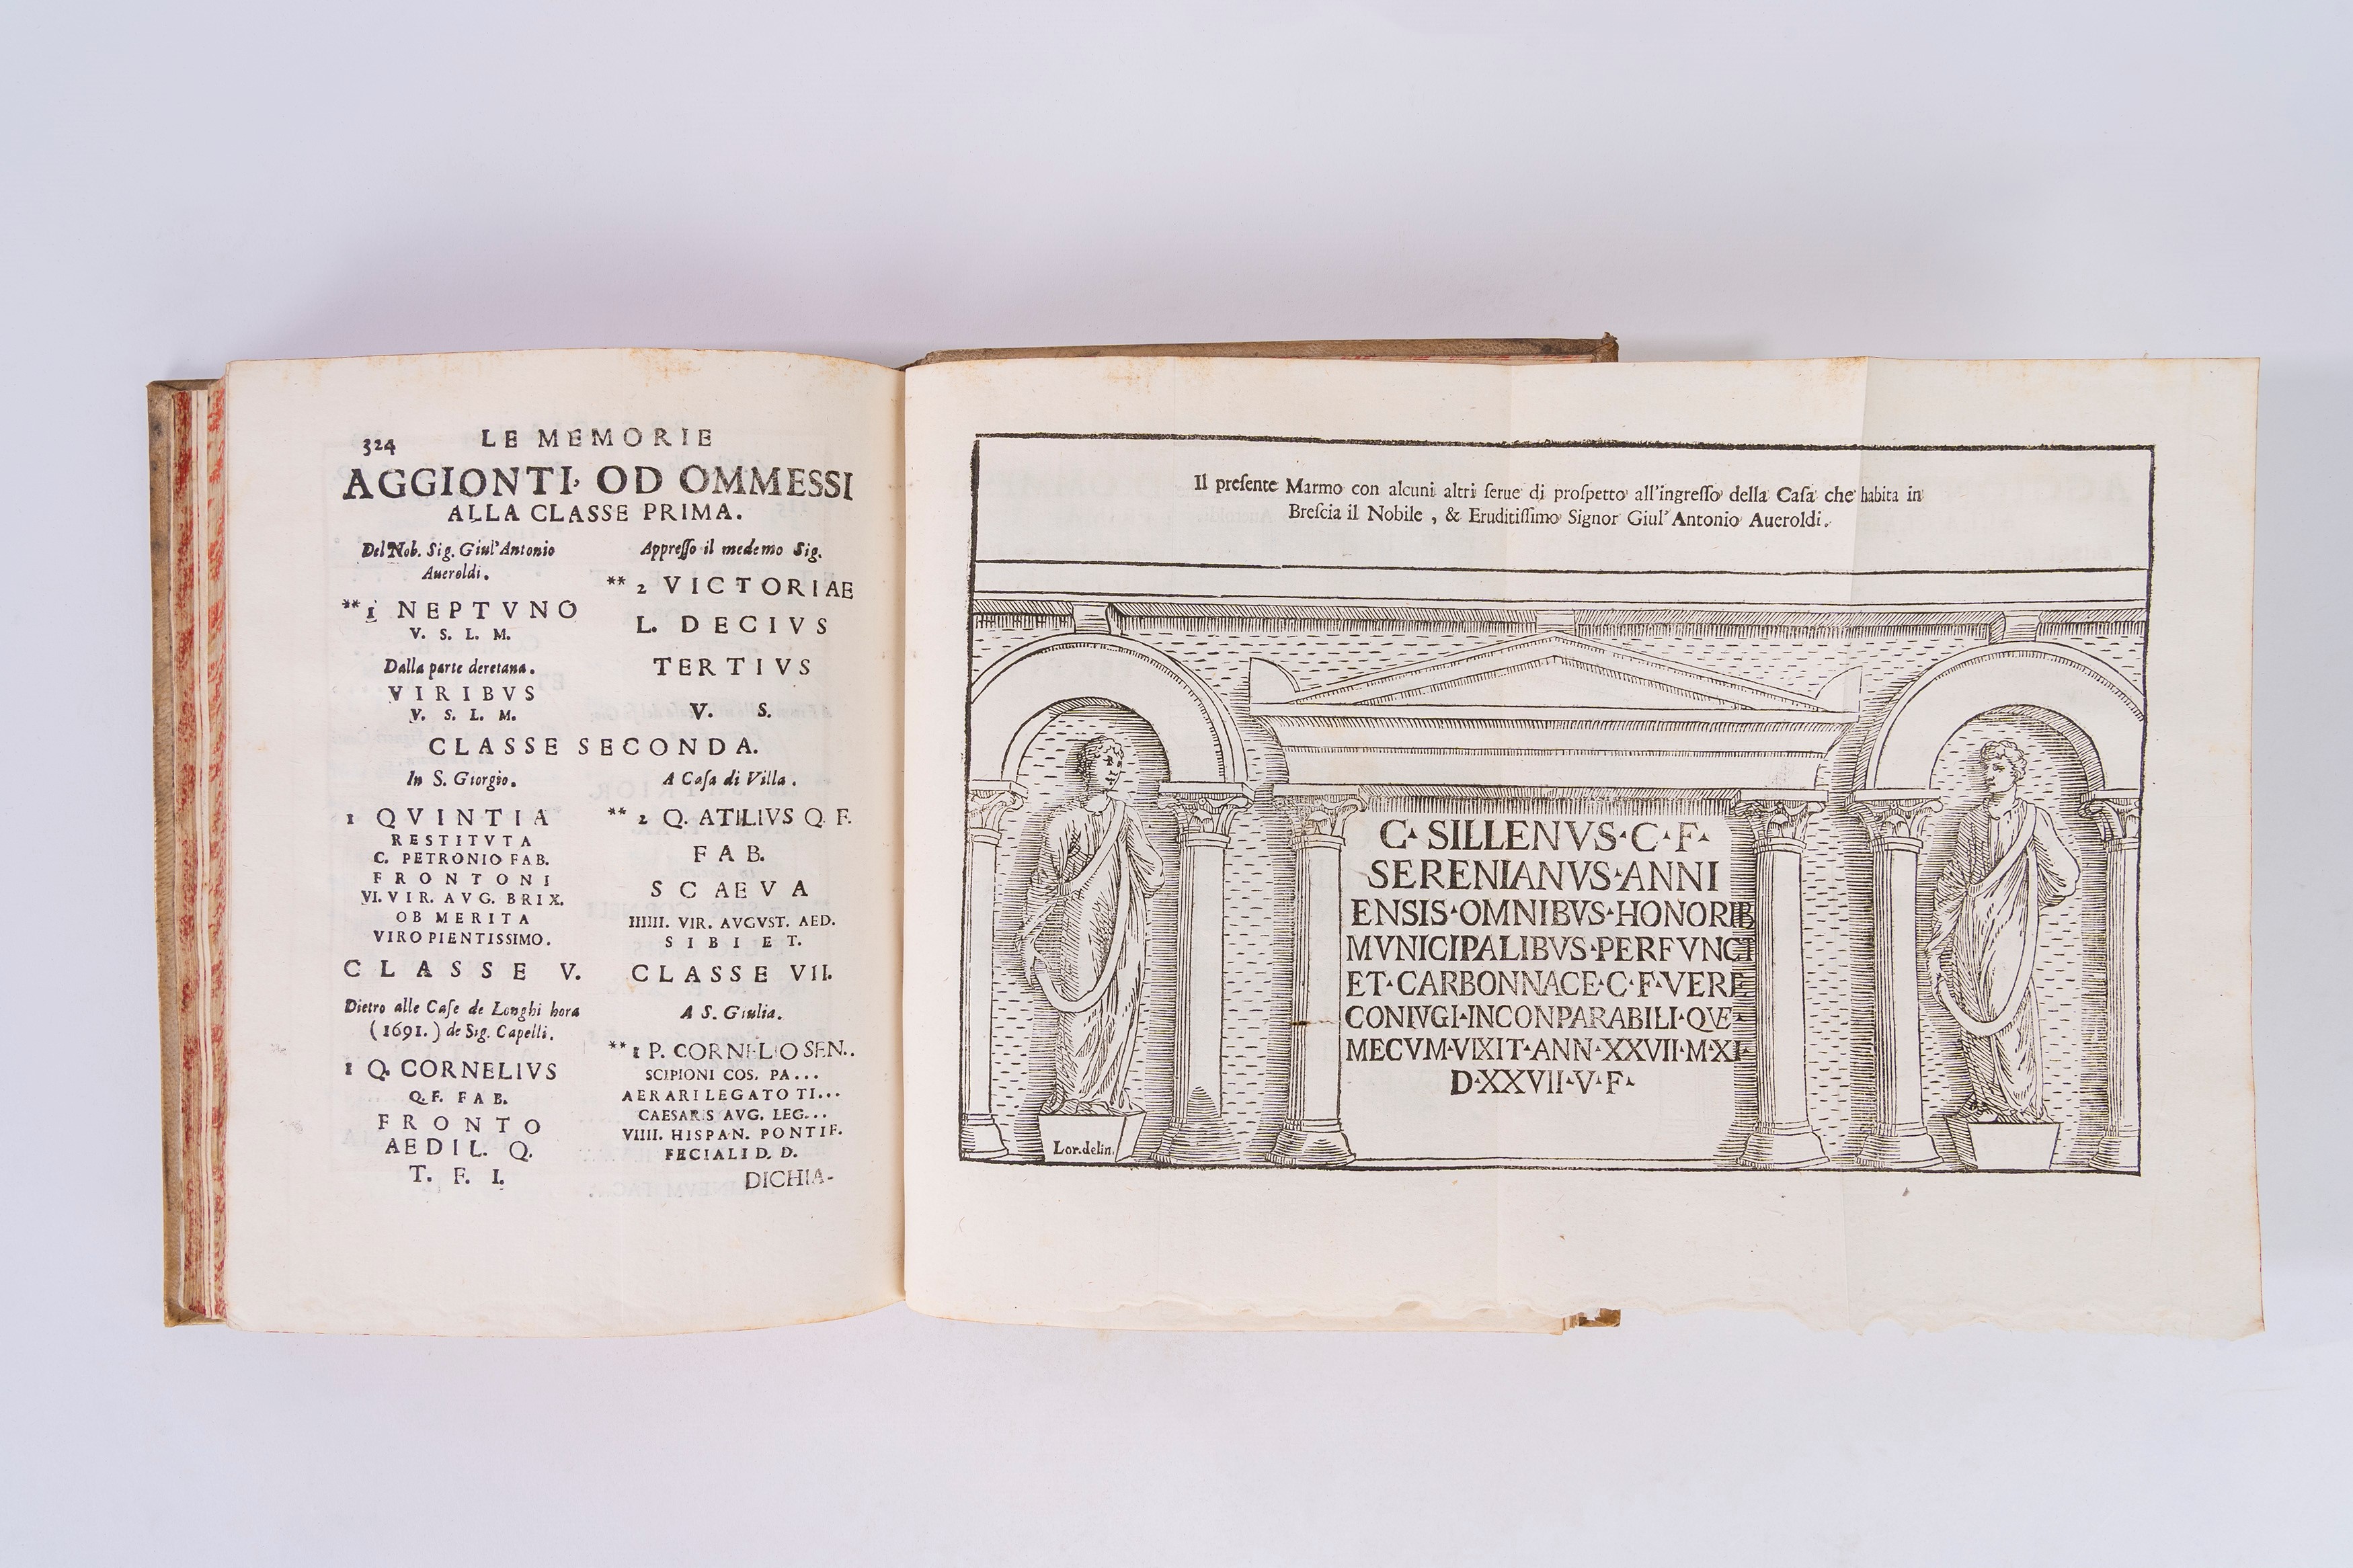 324
LE MEMORIE
AGGIONTI, OD OMMESSI
ALLA CLASSE PRIMA.
Del Nob. Sig. Giul'Antonio
Aueroldi.
**1 NEPTVNO
V. S. L. M.
Dalla parte deretana.
VIRIBVS
V. S. L. M.
Appresso il medemo Sig.
** 2 VICTORIAE
L. DECIVS
TERTIVS
V. S.
CLASSE SECONDA.
In S. Giorgio.
1 QVINTIA
RESTITVTA
C. PETRONIO FAB.
FRONTONI
VI. VIR. AVG. BRIX.
OB MERITA
VIRO PIENTISSIMO.
A Casa di Villa.
** 2 Q. ATILIVS Q. F.
FAB.
SCAEVA
IIIIII. VIR. AVGVST. AED.
SIBI ET.
CLASSE V.
Dietro alle Case de Longhi hora
(1691.) de Sig. Capelli.
1 Q. CORNELIVS
Q. F. FAB.
FRONTO
AEDIL. Q.
T. F. I.
CLASSE VII.
A S. Giulia.
**1 P. CORNELIO SEN..
SCIPIONI COS. PA...
AERARI LEGATO TI...
CAESARIS AVG. LEG...
VIIII. HISPAN. PONTIF.
FECIALI D. D.
DICHIA-
Il presente Marmo con alcuni altri serue di prospetto all'ingresso della Casa che habita in
Brescia il Nobile, & Eruditissimo Signor Giul'Antonio Aueroldi.
C·SILLENVS·C·F·
SERENIANVS·ANNI
ENSIS·OMNIBVS·HONORIB
MVNICIPALIBVS·PERFVNCT
ET·CARBONNACE·C·F·VERE
CONIVGI·INCONPARABILI·QVE·
MECVM·VIXIT·ANN·XXVII·M·XI·
D·XXVII·V·F·
Lor. delin.